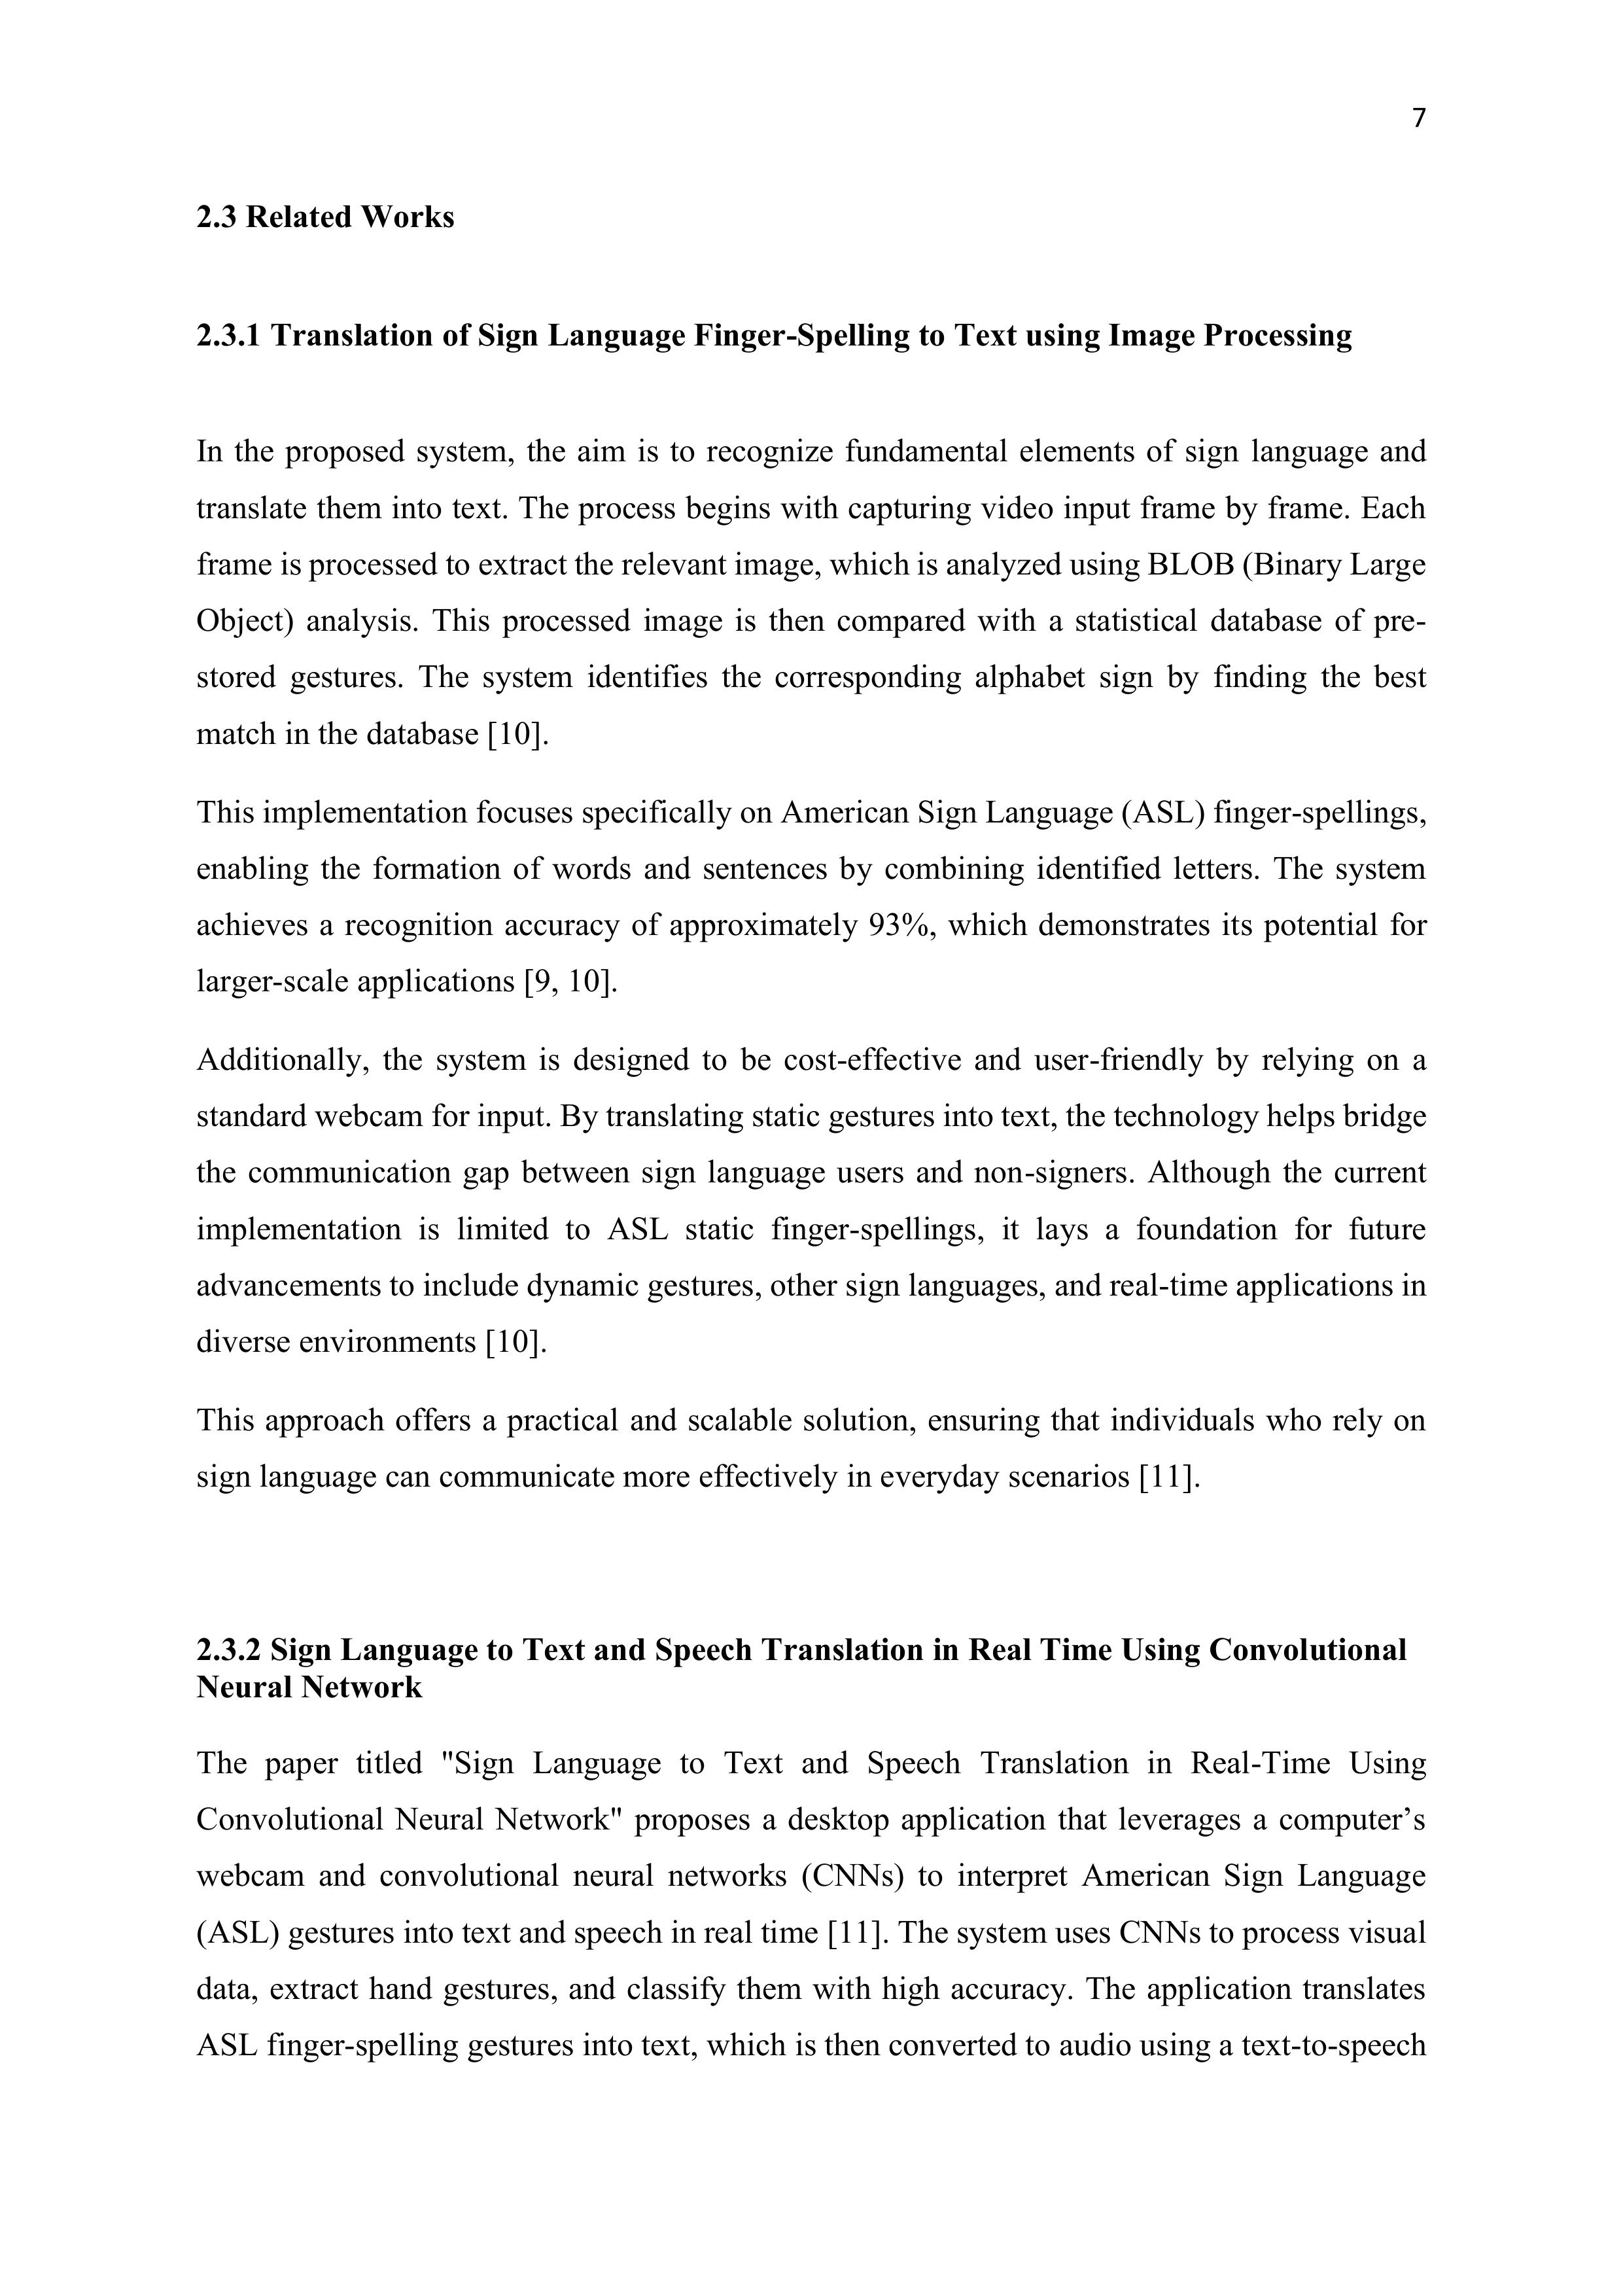 7
2.3 Related Works
2.3.1 Translation of Sign Language Finger-Spelling to Text using Image Processing
In the proposed system, the aim is to recognize fundamental elements of sign language and
translate them into text. The process begins with capturing video input frame by frame. Each
frame is processed to extract the relevant image, which is analyzed using BLOB (Binary Large
Object) analysis. This processed image is then compared with a statistical database of pre-
stored gestures. The system identifies the corresponding alphabet sign by finding the best
match in the database [10].
This implementation focuses specifically on American Sign Language (ASL) finger-spellings,
enabling the formation of words and sentences by combining identified letters. The system
achieves a recognition accuracy of approximately 93%, which demonstrates its potential for
larger-scale applications [9, 10].
Additionally, the system is designed to be cost-effective and user-friendly by relying on a
standard webcam for input. By translating static gestures into text, the technology helps bridge
the communication gap between sign language users and non-signers. Although the current
implementation is limited to ASL static finger-spellings, it lays a foundation for future
advancements to include dynamic gestures, other sign languages, and real-time applications in
diverse environments [10].
This approach offers a practical and scalable solution, ensuring that individuals who rely on
sign language can communicate more effectively in everyday scenarios [11].
2.3.2 Sign Language to Text and Speech Translation in Real Time Using Convolutional
Neural Network
The paper titled "Sign Language to Text and Speech Translation in Real-Time Using
Convolutional Neural Network" proposes a desktop application that leverages a computer’s
webcam and convolutional neural networks (CNNs) to interpret American Sign Language
(ASL) gestures into text and speech in real time [11]. The system uses CNNs to process visual
data, extract hand gestures, and classify them with high accuracy. The application translates
ASL finger-spelling gestures into text, which is then converted to audio using a text-to-speech